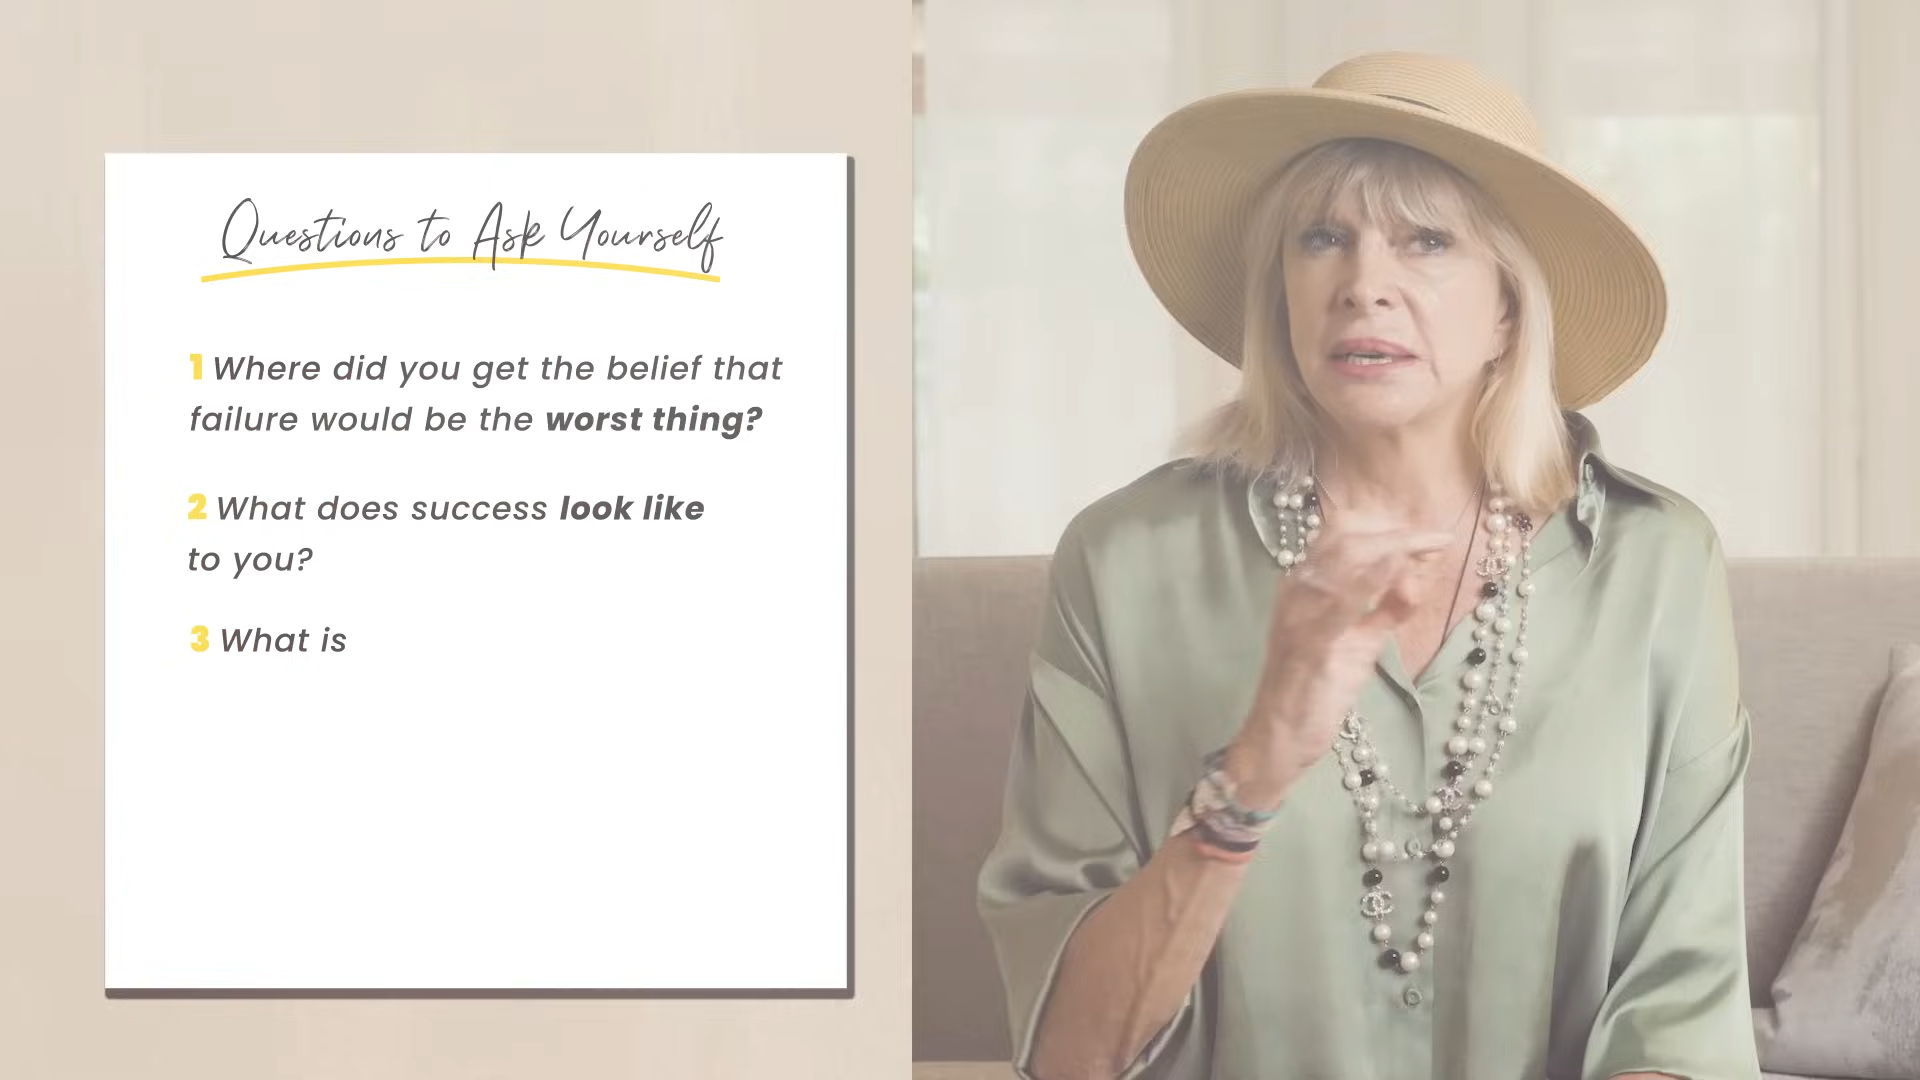 Questions to Ask Yourself
1 Where did you get the belief that
failure would be the worst thing?
2 What does success look like
to you?
3 What is